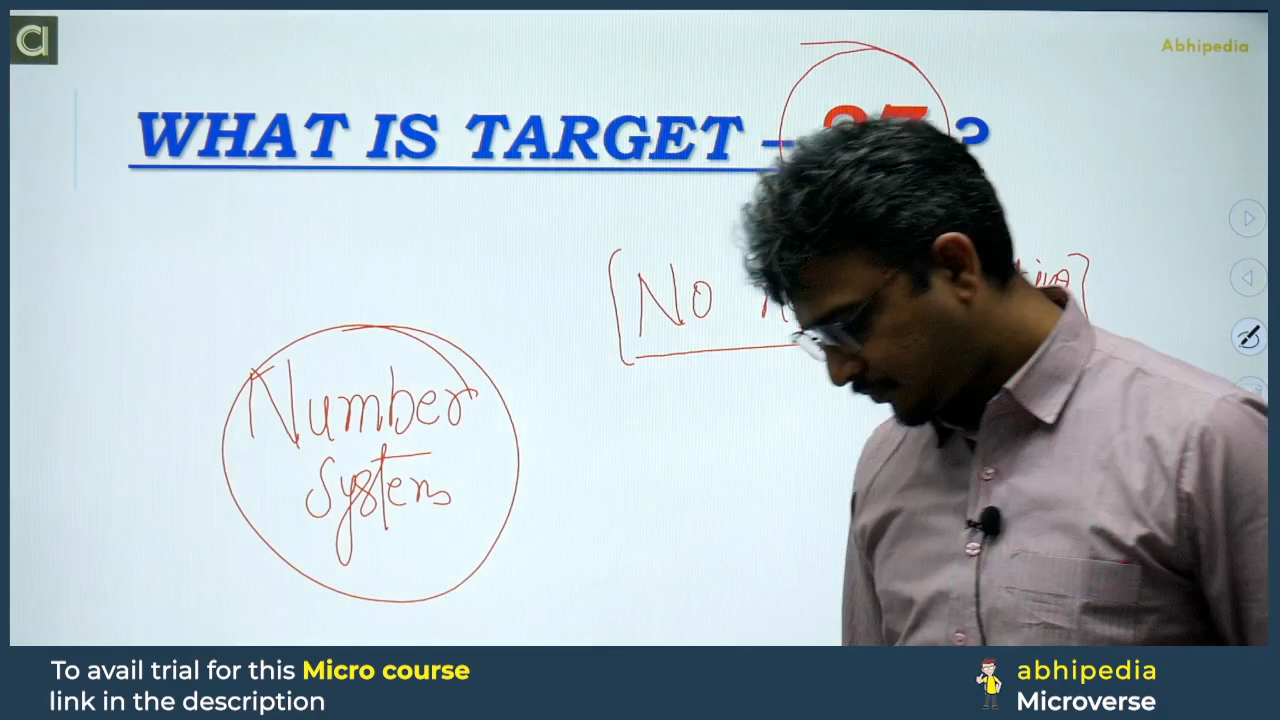 Abhipedia
WHAT IS TARGET – ?
No
Number
System
To avail trial for this Micro course
link in the description
abhipedia
Microverse